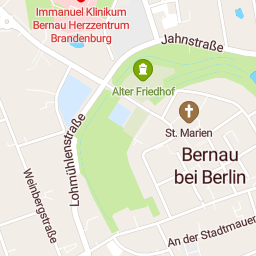 Immanuel Klinikum
Bernau Herzzentrum
Brandenburg
Jahnstraße
Alter Friedhof
St. Marien
Bernau
bei Berlin
Lohmühlenstraße
Weinbergstraße
An der Stadtmauer